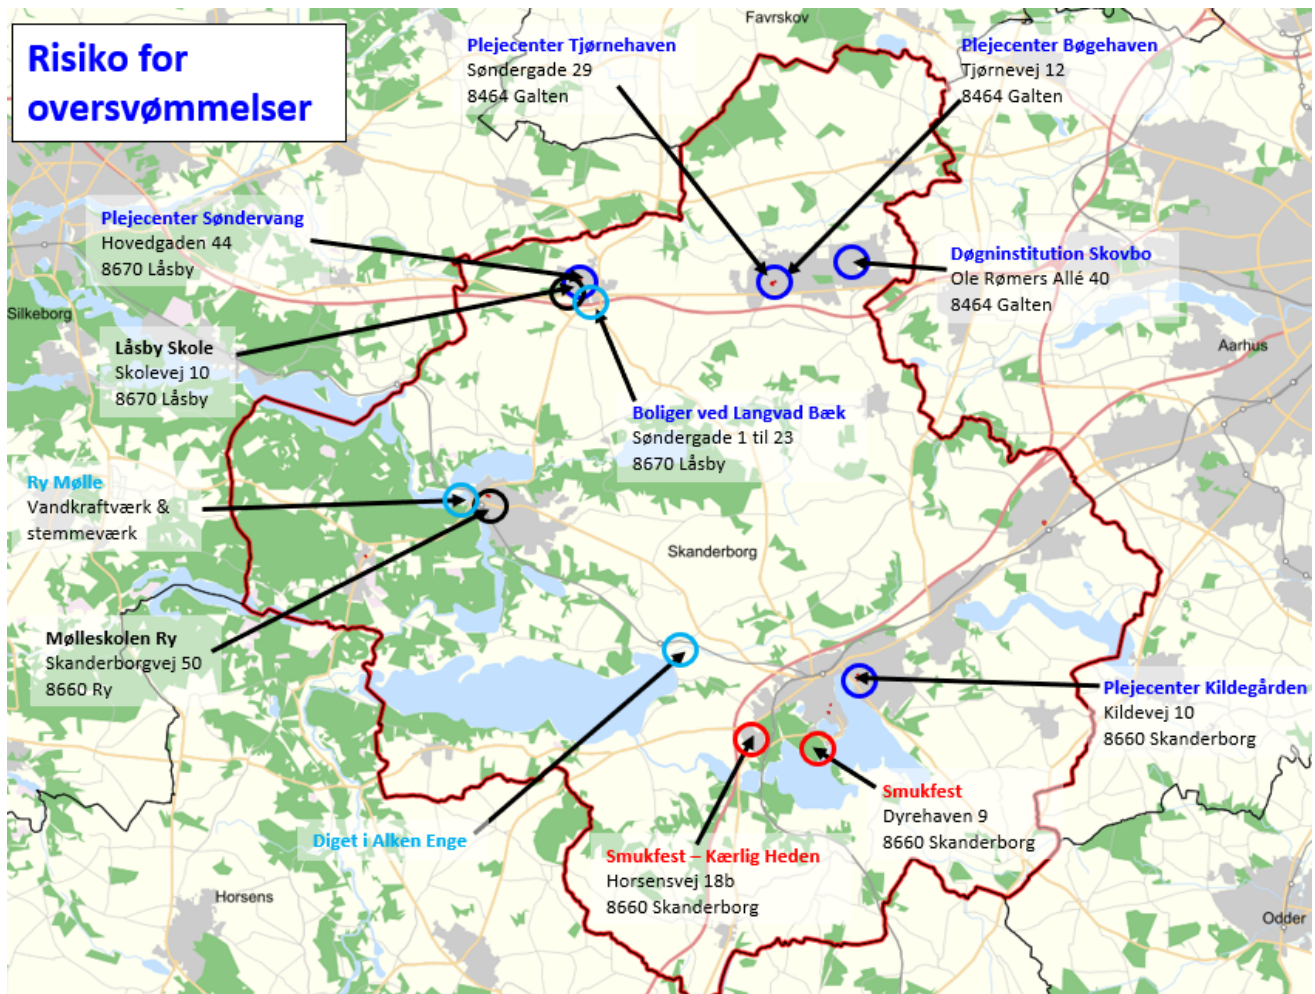 Risiko for
oversvømmelser
Favrskov
Plejecenter Tjørnehaven
Søndergade 29
8464 Galten
Plejecenter Bøgehaven
Tjørnevej 12
8464 Galten
Plejecenter Søndervang
Hovedgaden 44
8670 Låsby
Døgninstitution Skovbo
Ole Rømers Allé 40
8464 Galten
Silkeborg
Aarhus
Låsby Skole
Skolevej 10
8670 Låsby
Boliger ved Langvad Bæk
Søndergade 1 til 23
8670 Låsby
Ry Mølle
Vandkraftværk &
stemmeværk
Skanderborg
Mølleskolen Ry
Skanderborgvej 50
8660 Ry
Plejecenter Kildegården
Kildevej 10
8660 Skanderborg
Smukfest
Dyrehaven 9
8660 Skanderborg
Diget i Alken Enge
Smukfest – Kærlig Heden
Horsensvej 18b
8660 Skanderborg
Horsens
Odder